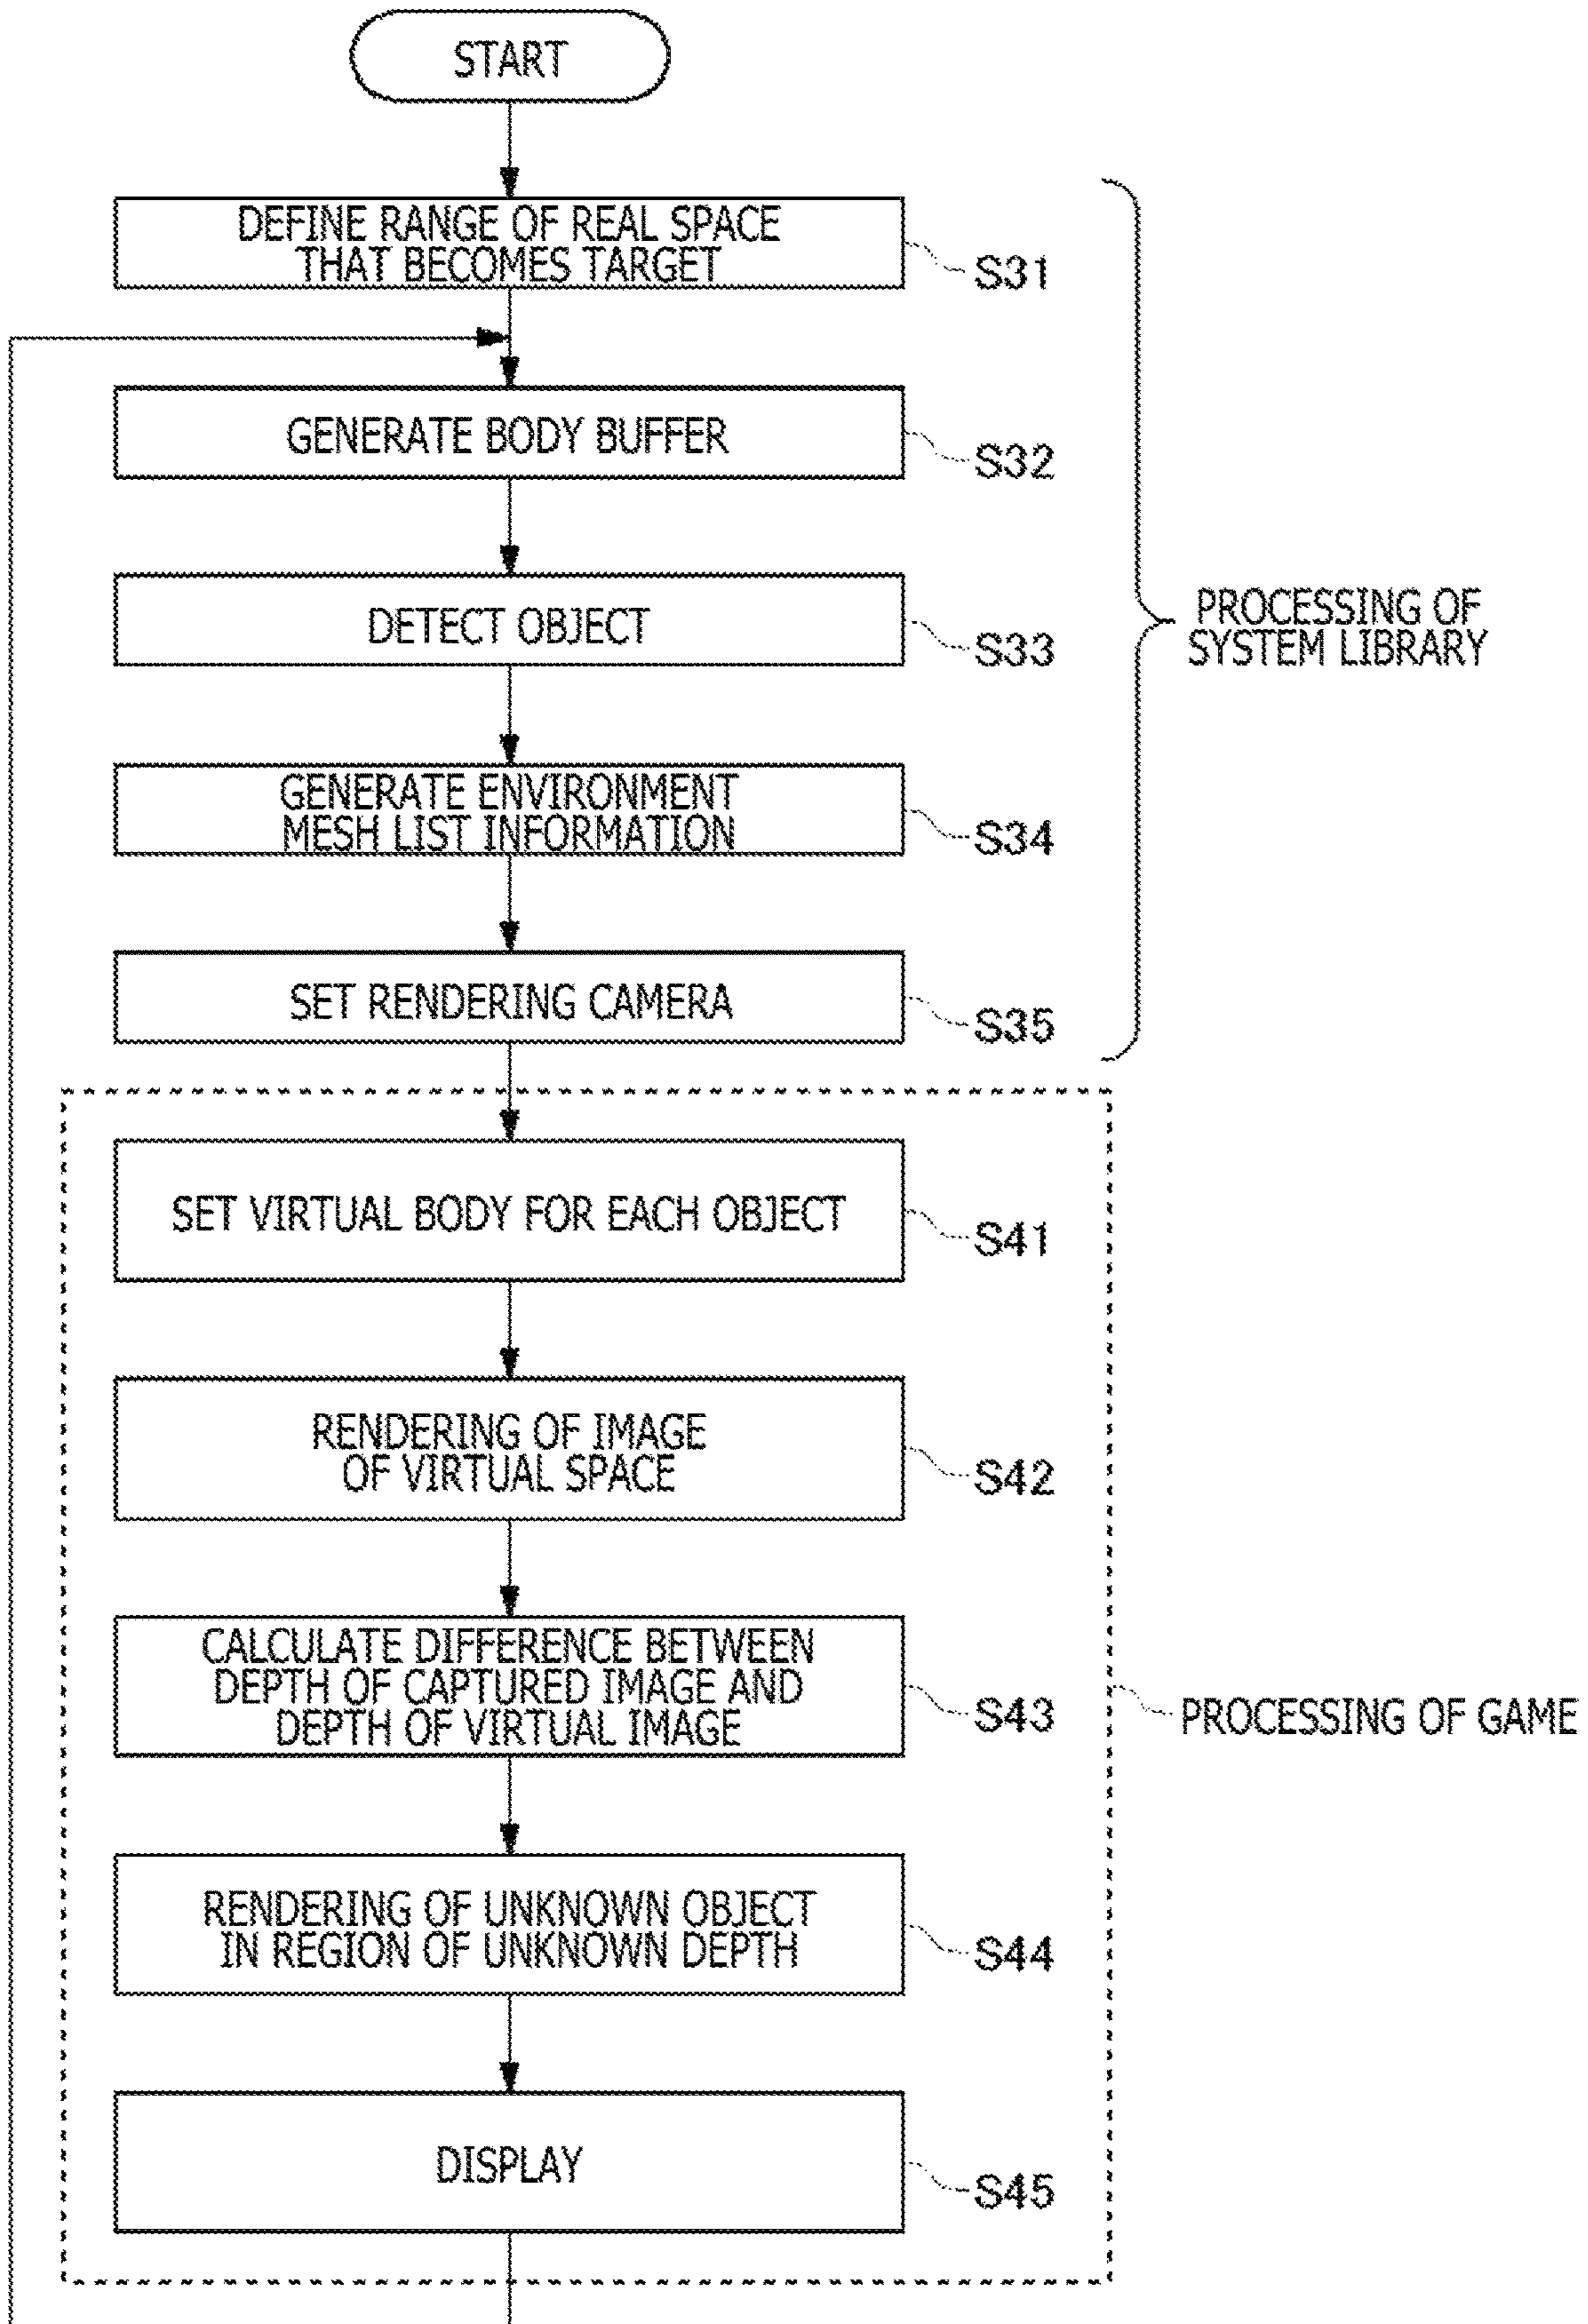 START
DEFINE RANGE OF REAL SPACE
THAT BECOMES TARGET
S31
GENERATE BODY BUFFER
S32
DETECT OBJECT
S33
PROCESSING OF
SYSTEM LIBRARY
GENERATE ENVIRONMENT
MESH LIST INFORMATION
S34
SET RENDERING CAMERA
S35
SET VIRTUAL BODY FOR EACH OBJECT
S41
RENDERING OF IMAGE
OF VIRTUAL SPACE
S42
CALCULATE DIFFERENCE BETWEEN
DEPTH OF CAPTURED IMAGE AND
DEPTH OF VIRTUAL IMAGE
S43
PROCESSING OF GAME
RENDERING OF UNKNOWN OBJECT
IN REGION OF UNKNOWN DEPTH
S44
DISPLAY
S45